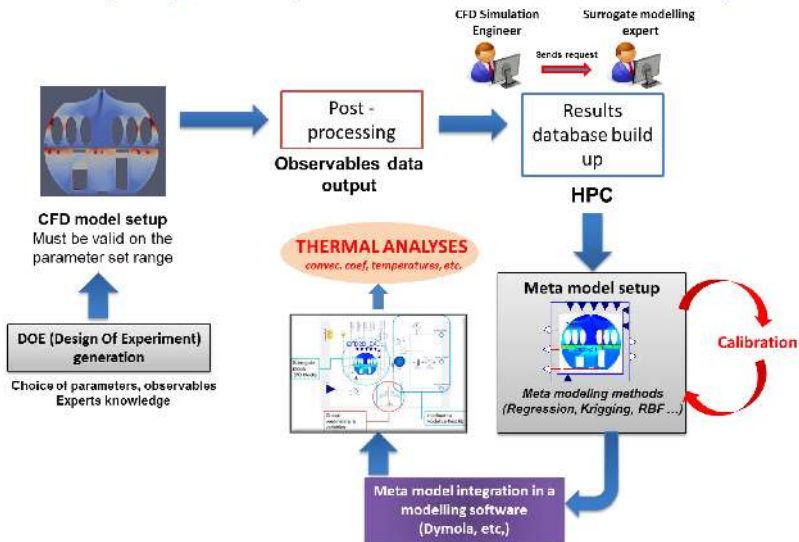 CFD Simulation
Engineer
Surrogate modelling
expert
Sends request
Post -
processing
Observables data
output
Results
database build
up
HPC
CFD model setup
Must be valid on the
parameter set range
THERMAL ANALYSES
convec. coef, temperatures, etc.
Meta model setup
Calibration
Meta modeling methods
(Regression, Krigging, RBF ...)
DOE (Design Of Experiment)
generation
Choice of parameters, observables
Experts knowledge
Meta model integration in a
modelling software
(Dymola, etc,)